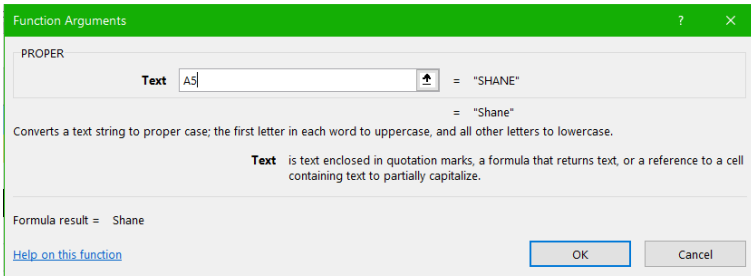 Function Arguments ? ×
PROPER
Text A5 = "SHANE"
= "Shane"
Converts a text string to proper case; the first letter in each word to uppercase, and all other letters to lowercase.
Text is text enclosed in quotation marks, a formula that returns text, or a reference to a cell
containing text to partially capitalize.
Formula result = Shane
Help on this function OK Cancel